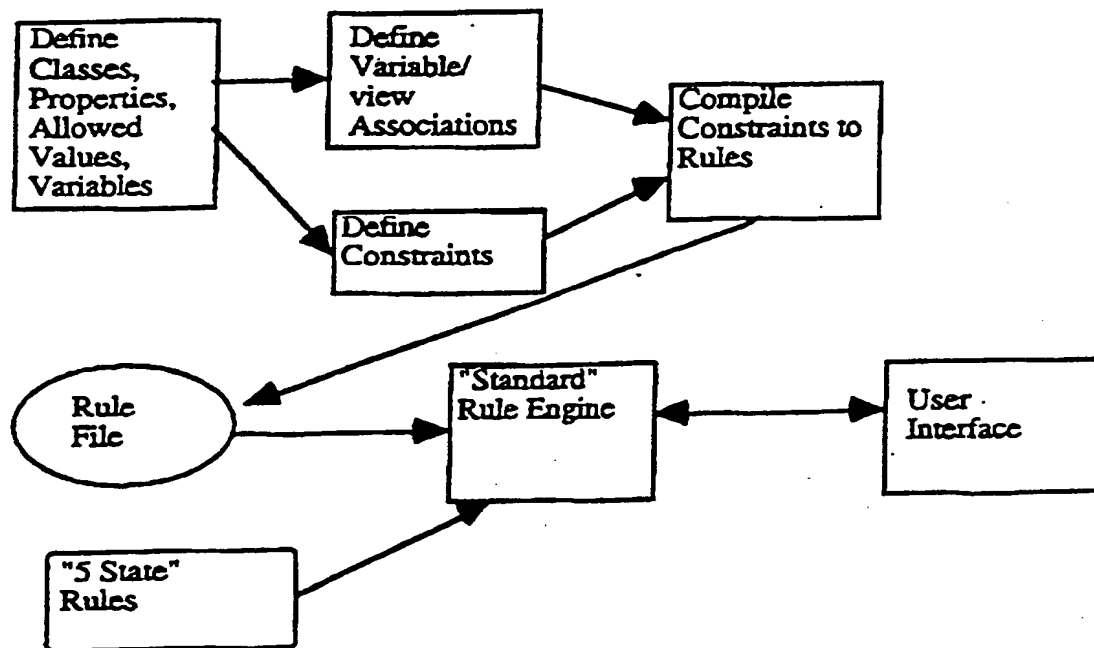 Define
Classes,
Properties,
Allowed
Values,
Variables
Define
Variable/
view
Associations
Define
Constraints
Compile
Constraints to
Rules
Rule
File
"Standard"
Rule Engine
User
Interface
"5 State"
Rules